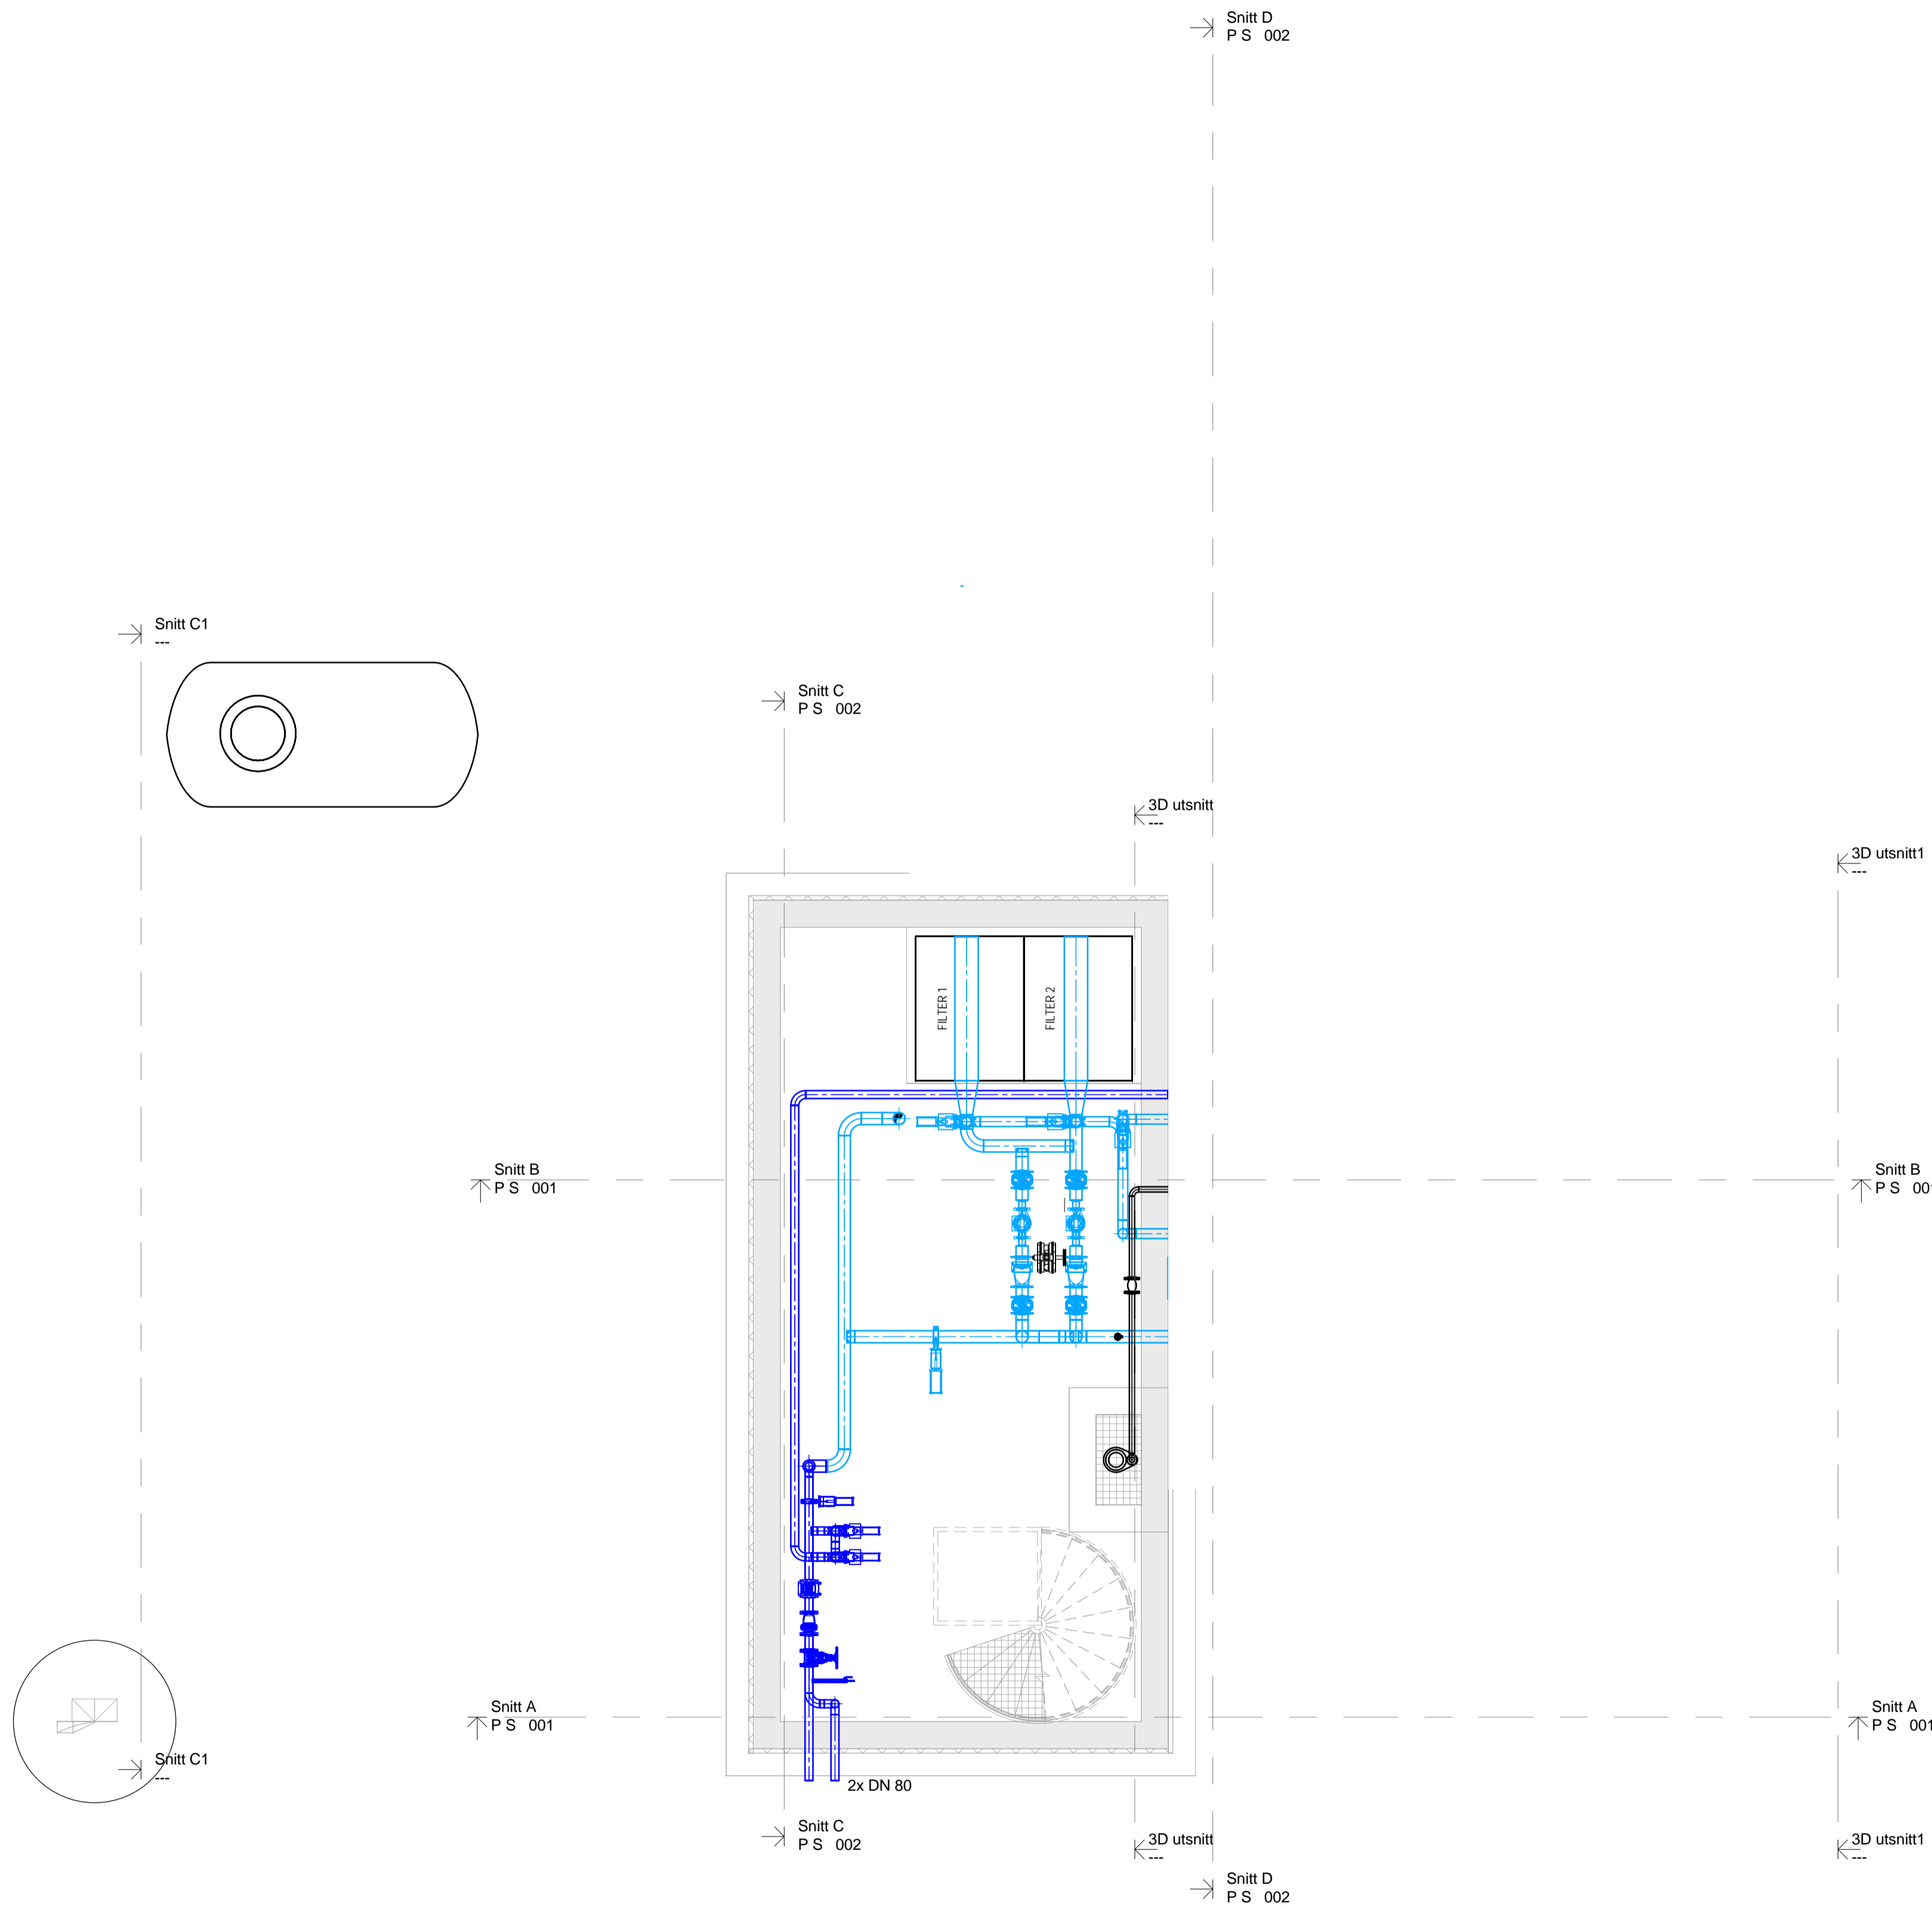 Snitt D
P S 002
Snitt C1
---
Snitt C
P S 002
3D utsnitt
---
3D utsnitt1
---
FILTER 1
FILTER 2
Snitt B
P S 001
Snitt B
P S 001
Snitt A
P S 001
Snitt A
P S 001
Snitt C1
---
2x DN 80
Snitt C
P S 002
3D utsnitt
---
3D utsnitt1
---
Snitt D
P S 002